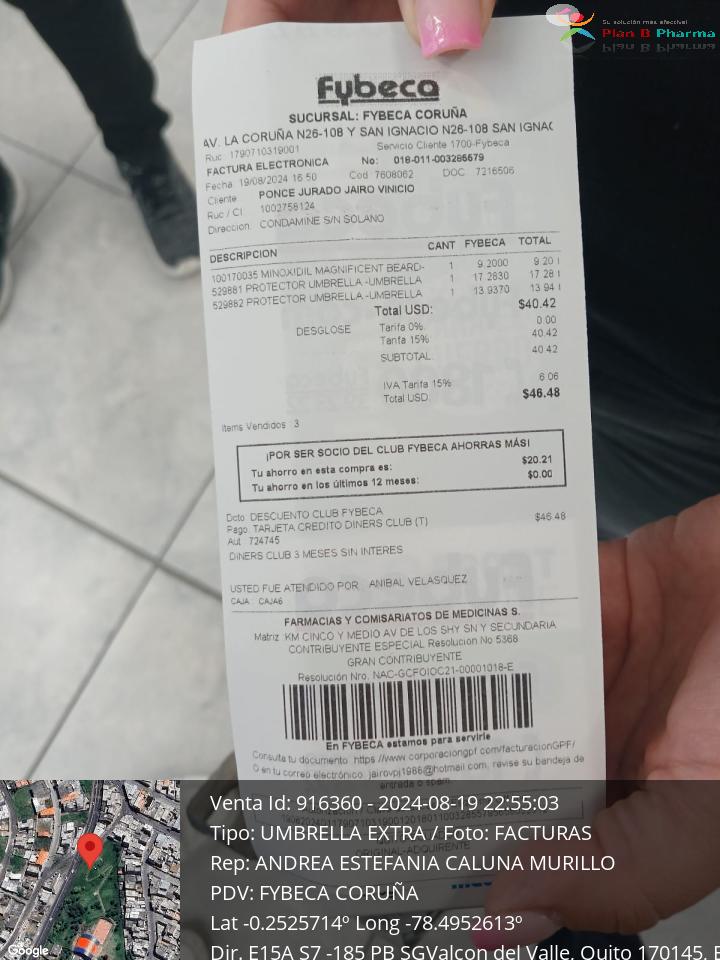 Su solución más efectiva!
Plan B Pharma
Fybeca
SUCURSAL: FYBECA CORUÑA
AV. LA CORUÑA N26-108 Y SAN IGNACIO N26-108 SAN IGNAC
Ruc: 1790710319001 Servicio Cliente 1700-Fybeca
FACTURA ELECTRONICA No: 018-011-003285579
Fecha: 19/08/2024 16:50 Cod 7608062 DOC: 7216506
Cliente PONCE JURADO JAIRO VINICIO
Ruc / CI: 1002758124
Direccion: CONDAMINE S/N SOLANO
DESCRIPCION CANT FYBECA TOTAL
100170035 MINOXIDIL MAGNIFICENT BEARD- 1 9.2000 9.20 I
529881 PROTECTOR UMBRELLA -UMBRELLA 1 17.2830 17.28 I
529882 PROTECTOR UMBRELLA -UMBRELLA 1 13.9370 13.94 I
Total USD: $40.42
DESGLOSE Tarifa 0% 0.00
Tarifa 15% 40.42
SUBTOTAL 40.42
IVA Tarifa 15% 6.06
Total USD: $46.48
Items Vendidos : 3
¡POR SER SOCIO DEL CLUB FYBECA AHORRAS MÁS!
Tu ahorro en esta compra es: $20.21
Tu ahorro en los últimos 12 meses: $0.00
Dcto: DESCUENTO CLUB FYBECA
Pago: TARJETA CREDITO DINERS CLUB (T) $46.48
Aut : 724745
DINERS CLUB 3 MESES SIN INTERES
USTED FUE ATENDIDO POR : ANIBAL VELASQUEZ
CAJA : CAJA6
FARMACIAS Y COMISARIATOS DE MEDICINAS S.
Matriz: KM CINCO Y MEDIO AV DE LOS SHY SN Y SECUNDARIA
CONTRIBUYENTE ESPECIAL Resolución No 5368
GRAN CONTRIBUYENTE
Resolución Nro. NAC-GCFOIOC21-00001018-E
En FYBECA estamos para servirle
Consulta tu documento: https://www.corporaciongpf.com/facturacionGPF/
O en tu correo electrónico: jairovpj1986@hotmail.com, revise su bandeja de
entrada o spam.
ORIGINAL-ADQUIRENTE
Venta Id: 916360 - 2024-08-19 22:55:03
Tipo: UMBRELLA EXTRA / Foto: FACTURAS
Rep: ANDREA ESTEFANIA CALUNA MURILLO
PDV: FYBECA CORUÑA
Lat -0.2525714º Long -78.4952613º
Dir. E15A S7 -185 PB SGValcon del Valle, Quito 170145, E
Google